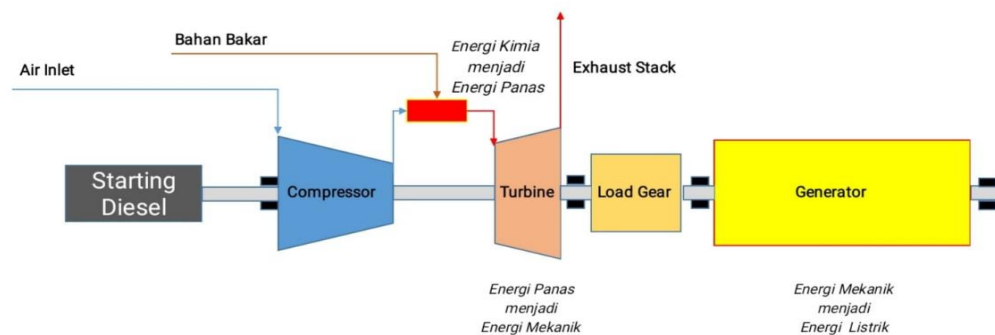 Bahan Bakar
Energi Kimia
menjadi
Energi Panas
Air Inlet
Exhaust Stack
Starting
Diesel
Compressor
Turbine
Load Gear
Generator
Energi Panas
menjadi
Energi Mekanik
Energi Mekanik
menjadi
Energi Listrik